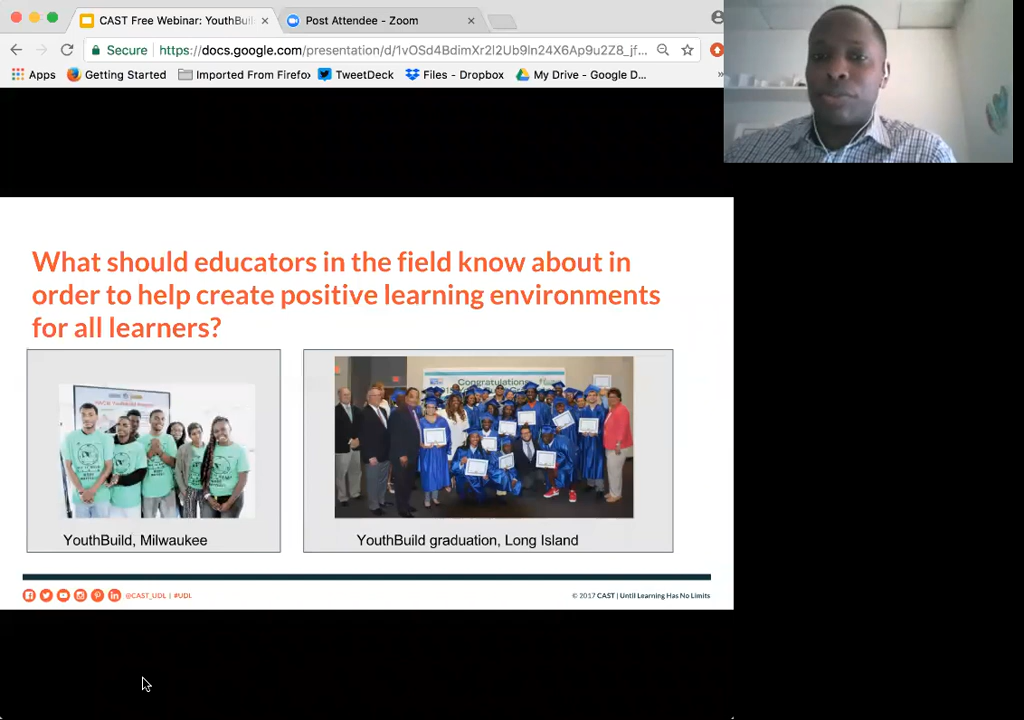 CAST Free Webinar: YouthBuil
Post Attendee - Zoom
Secure
https://docs.google.com/presentation/d/1vOSd4BdimXr2l2Ub9ln24X6Ap9u2Z8_jf...
Apps
Getting Started
Imported From Firefox
TweetDeck
Files - Dropbox
My Drive - Google D...
What should educators in the field know about in
order to help create positive learning environments
for all learners?
Congratulations
YouthBuild, Milwaukee
YouthBuild graduation, Long Island
@CAST_UDL | #UDL
© 2017 CAST | Until Learning Has No Limits